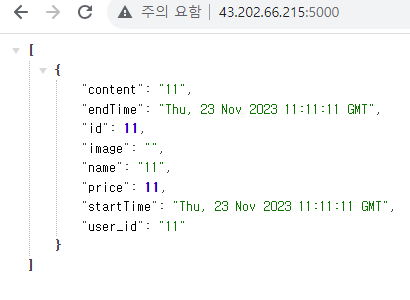 주의 요함 43.202.66.215:5000
[
{
"content": "11",
"endTime": "Thu, 23 Nov 2023 11:11:11 GMT",
"id": 11,
"image": "",
"name": "11",
"price": 11,
"startTime": "Thu, 23 Nov 2023 11:11:11 GMT",
"user_id": "11"
}
]